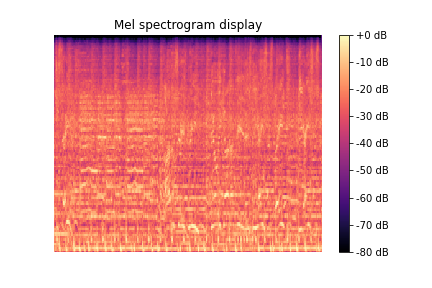 Mel spectrogram display
+0 dB
-10 dB
-20 dB
-30 dB
-40 dB
-50 dB
-60 dB
-70 dB
-80 dB